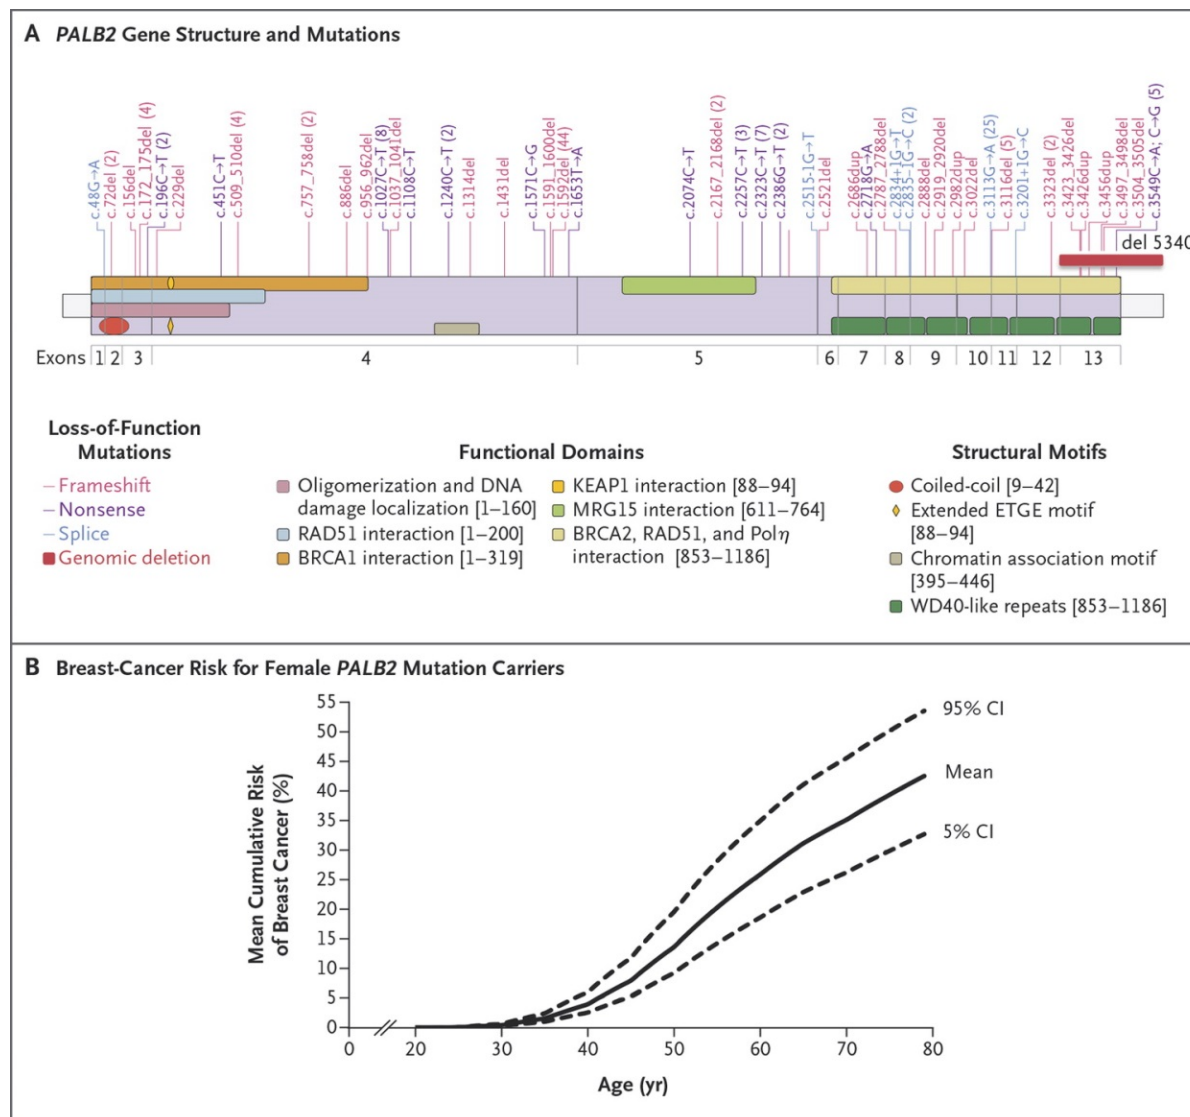 A PALB2 Gene Structure and Mutations
c.48G→A
c.72del (2)
c.156del
c.172_175del (4)
c.196C→T (2)
c.229del
c.451C→T
c.509_510del (4)
c.757_758del (2)
c.886del
c.956_962del
c.1027C→T (8)
c.1037_1041del
c.1108C→T
c.1240C→T (2)
c.1314del
c.1431del
c.1571C→G
c.1591_1600del
c.1592del (44)
c.1653T→A
c.2074C→T
c.2167_2168del (2)
c.2257C→T (3)
c.2323C→T (7)
c.2386G→T (2)
c.2515-1G→T
c.2521del
c.2686dup
c.2718G→A
c.2787_2788del
c.2834+1G→T
c.2835-1G→C (2)
c.2888del
c.2919_2920del
c.2982dup
c.3022del
c.3113G→A (25)
c.3116del (5)
c.3201+1G→C
c.3323del (2)
c.3423_3426del
c.3426dup
c.3456dup
c.3497_3498del
c.3504_3505del
c.3549C→A; C→G (5)
del 5340
Exons 1 2 3 4 5 6 7 8 9 10 11 12 13
Loss-of-Function
Mutations
Frameshift
Nonsense
Splice
Genomic deletion
Functional Domains
Oligomerization and DNA
damage localization [1–160]
RAD51 interaction [1–200]
BRCA1 interaction [1–319]
KEAP1 interaction [88–94]
MRG15 interaction [611–764]
BRCA2, RAD51, and Polη
interaction [853–1186]
Structural Motifs
Coiled-coil [9–42]
Extended ETGE motif
[88–94]
Chromatin association motif
[395–446]
WD40-like repeats [853–1186]
B Breast-Cancer Risk for Female PALB2 Mutation Carriers
Mean Cumulative Risk
of Breast Cancer (%)
55
50
45
40
35
30
25
20
15
10
5
0
95% CI
Mean
5% CI
0 20 30 40 50 60 70 80
Age (yr)